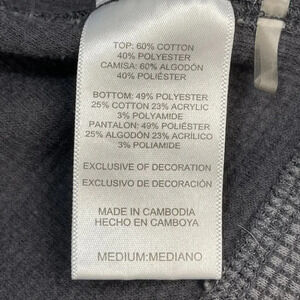 TOP: 60% COTTON
40% POLYESTER
CAMISA: 60% ALGODÓN
40% POLIÉSTER
BOTTOM: 49% POLYESTER
25% COTTON 23% ACRYLIC
3% POLYAMIDE
PANTALON: 49% POLIÉSTER
25% ALGODÓN 23% ACRÍLICO
3% POLIAMIDE
EXCLUSIVE OF DECORATION
EXCLUSIVO DE DECORACIÓN
MADE IN CAMBODIA
HECHO EN CAMBOYA
MEDIUM:MEDIANO